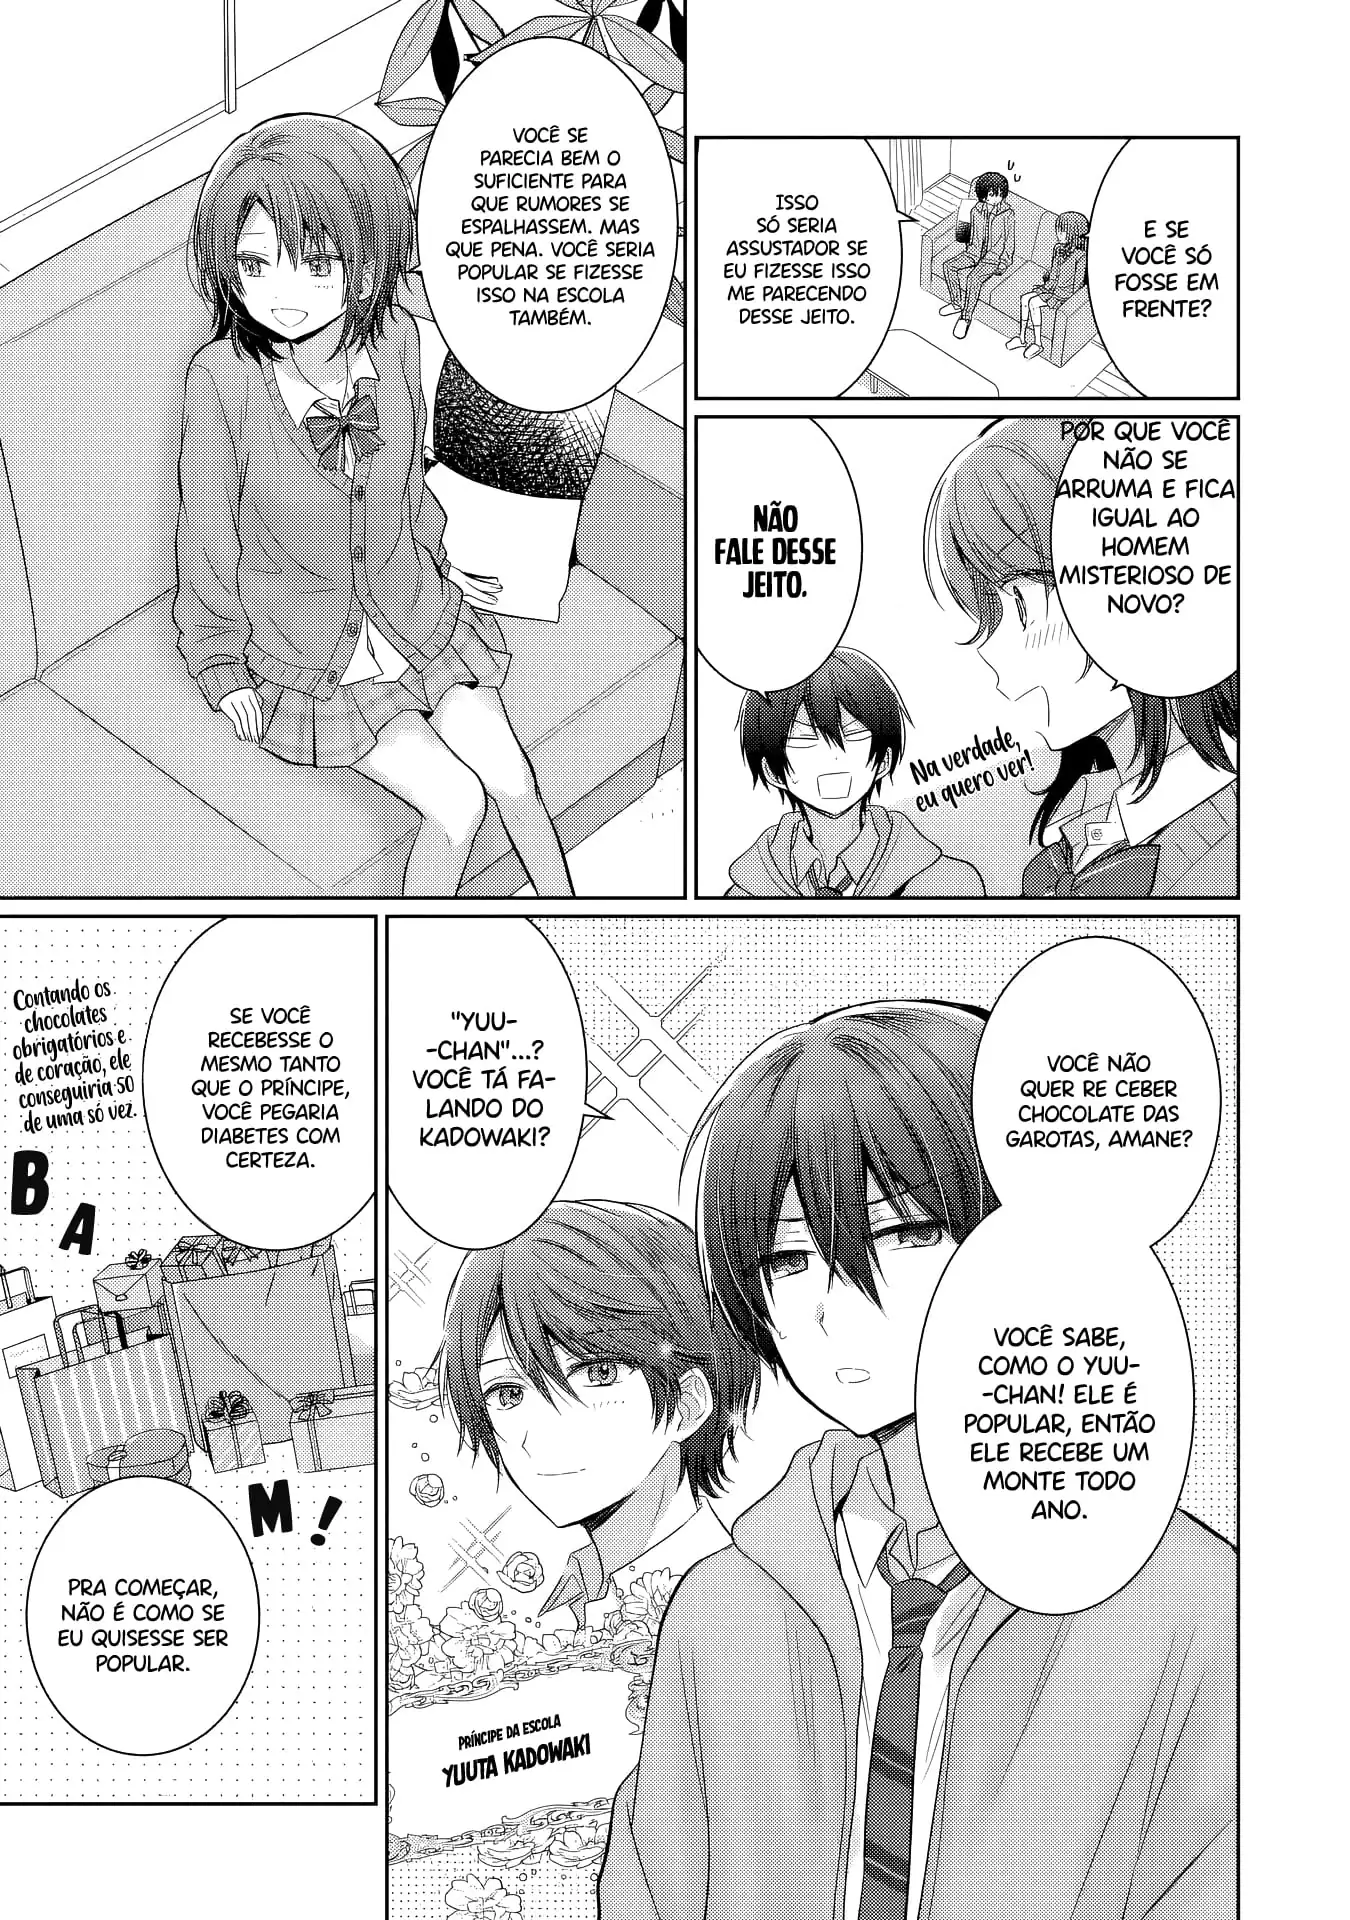 E SE
VOCÊ SÓ
FOSSE EM
FRENTE?
ISSO
SÓ SERIA
ASSUSTADOR SE
EU FIZESSE ISSO
ME PARECENDO
DESSE JEITO.
POR QUE VOCÊ
NÃO SE
ARRUMA E FICA
IGUAL AO
HOMEM
MISTERIOSO DE
NOVO?
Na verdade,
eu quero ver!
NÃO
FALE DESSE
JEITO.
VOCÊ SE
PARECIA BEM O
SUFICIENTE PARA
QUE RUMORES SE
ESPALHASSEM. MAS
QUE PENA. VOCÊ SERIA
POPULAR SE FIZESSE
ISSO NA ESCOLA
TAMBÉM.
VOCÊ NÃO
QUER RE CEBER
CHOCOLATE DAS
GAROTAS, AMANE?
VOCÊ SABE,
COMO O YUU-
-CHAN! ELE É
POPULAR, ENTÃO
ELE RECEBE UM
MONTE TODO
ANO.
"YUU-
-CHAN"...?
VOCÊ TÁ FA-
LANDO DO
KADOWAKI?
PRÍNCIPE DA ESCOLA
YUUTA KADOWAKI
SE VOCÊ
RECEBESSE O
MESMO TANTO
QUE O PRÍNCIPE,
VOCÊ PEGARIA
DIABETES COM
CERTEZA.
Contando os
chocolates
obrigatórios e
de coração, ele
conseguiria 50
de uma só vez.
BAM!
PRA COMEÇAR,
NÃO É COMO SE
EU QUISESSE SER
POPULAR.